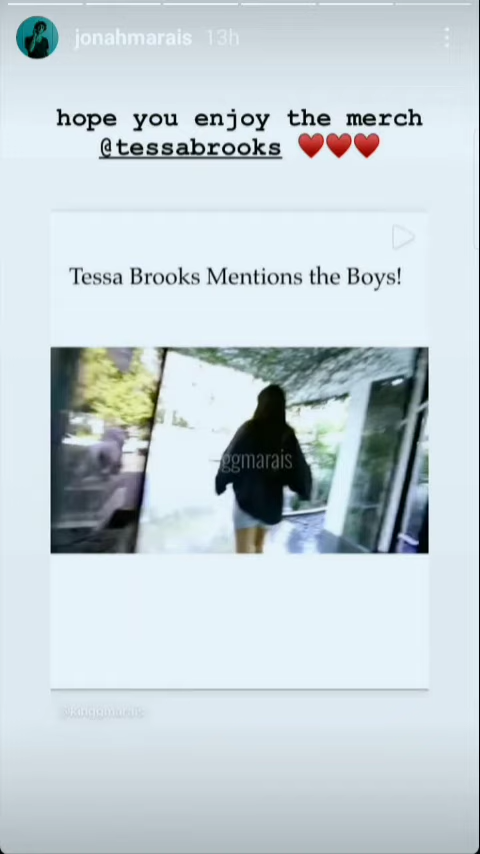 jonahmarais 13h
hope you enjoy the merch
@tessabrooks ♥️♥️♥️
Tessa Brooks Mentions the Boys!
ggmarais